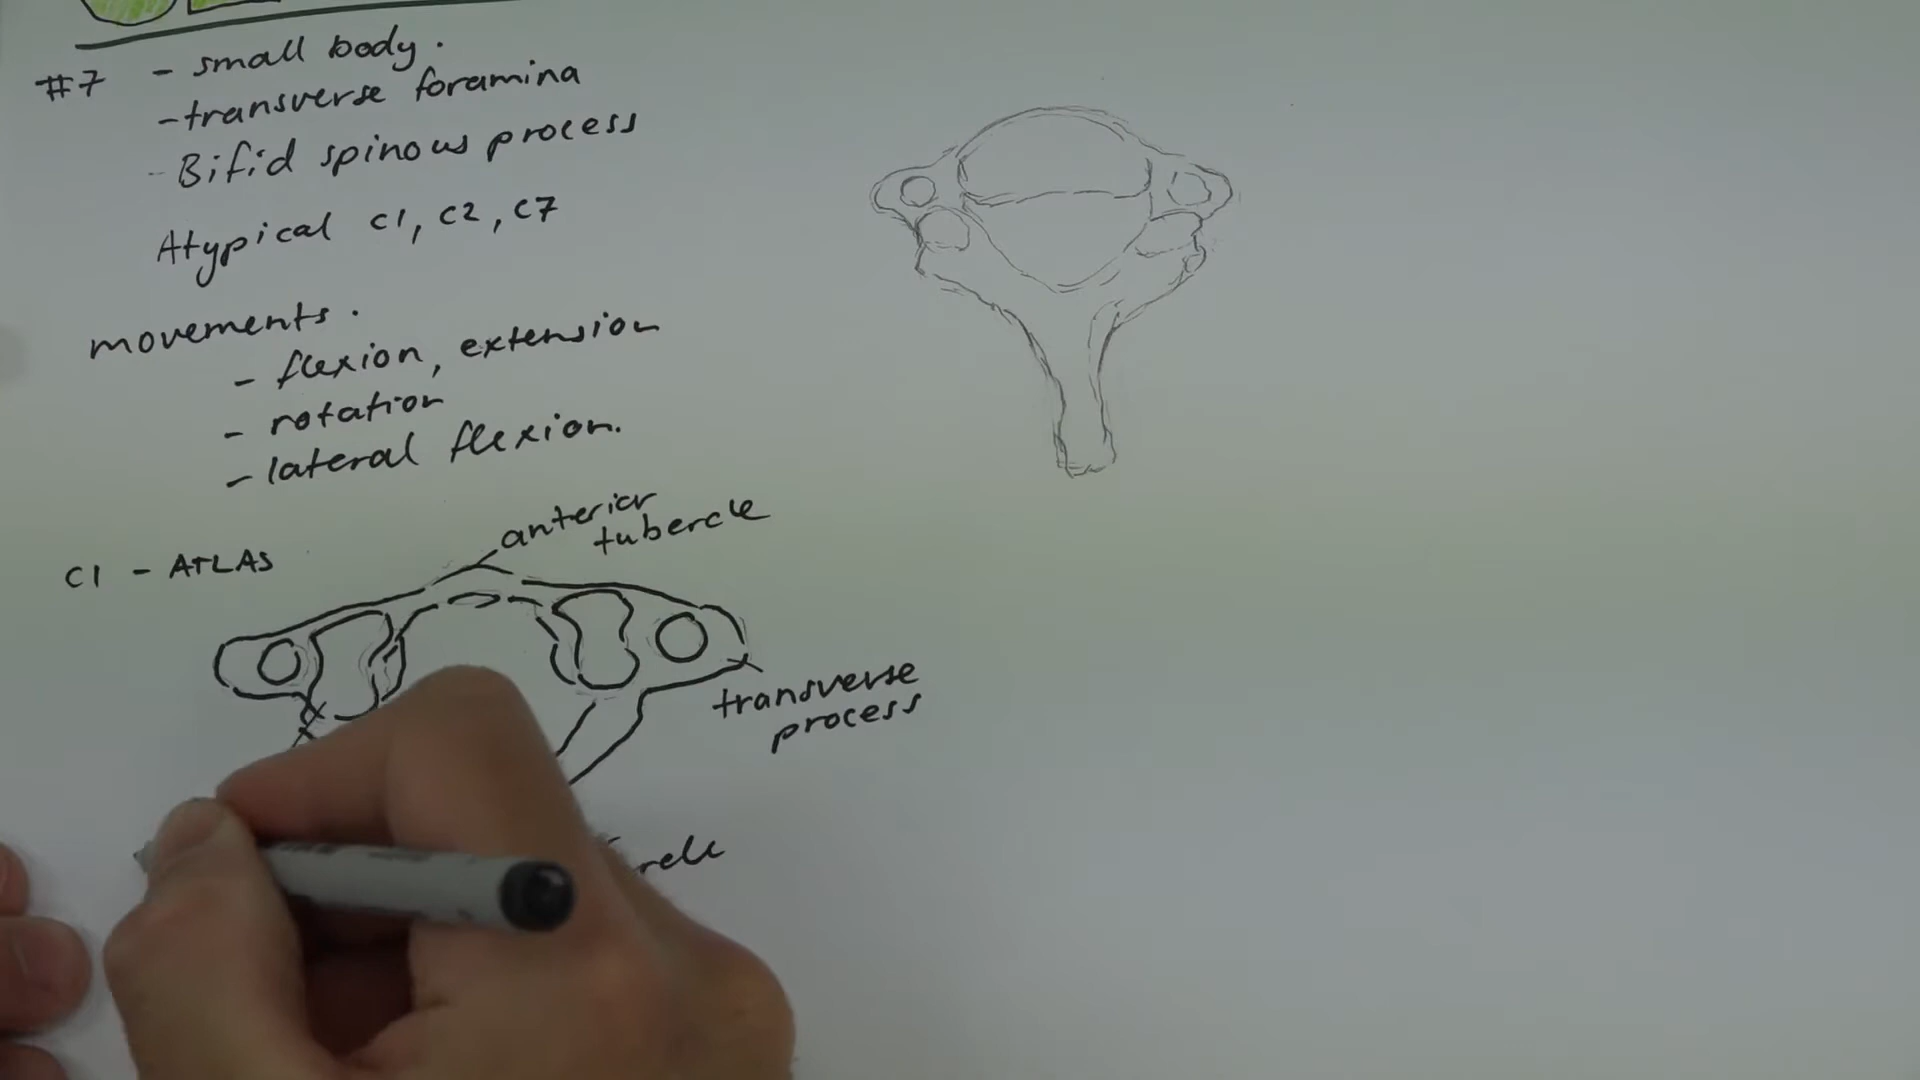 #7 - small body.
- transverse foramina
- Bifid spinous process
Atypical C1, C2, C7
movements.
- flexion, extension
- rotation
- lateral flexion.
anterior
tubercle
C1 - ATLAS
transverse
process